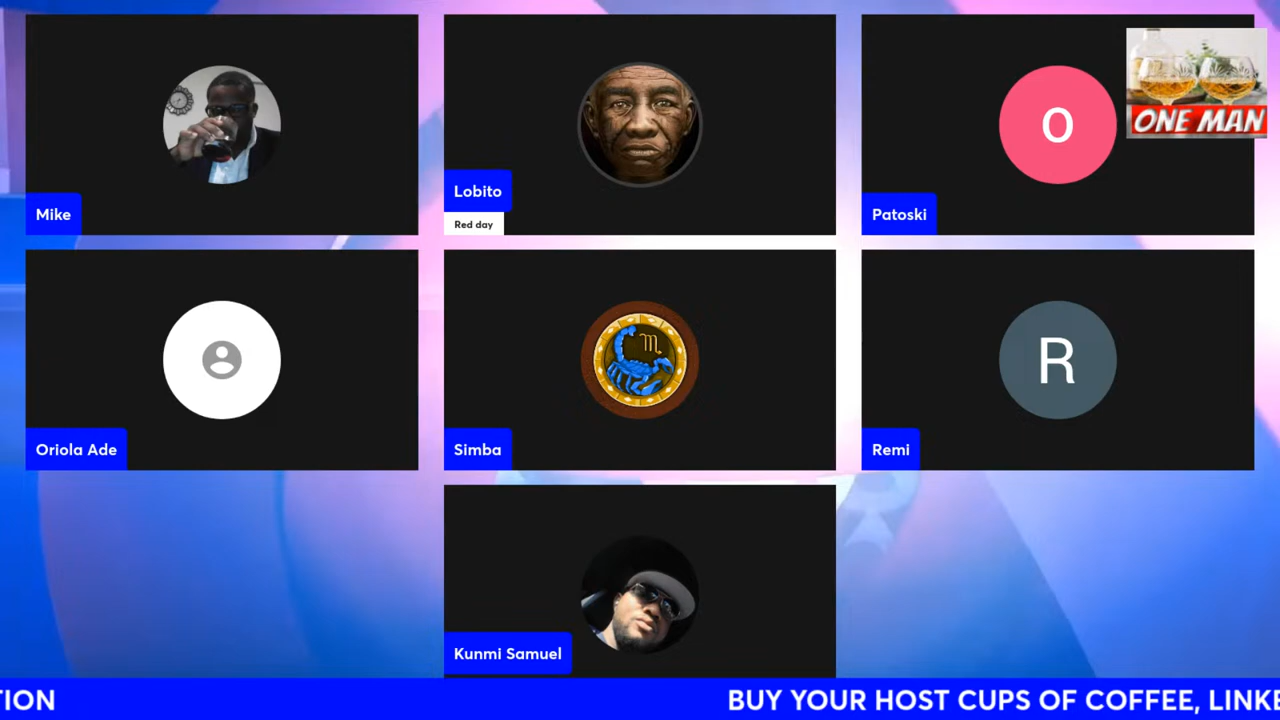 Mike
Lobito
Red day
O
Patoski
ONE MAN
Oriola Ade
Simba
R
Remi
Kunmi Samuel
TION
BUY YOUR HOST CUPS OF COFFEE, LINKE